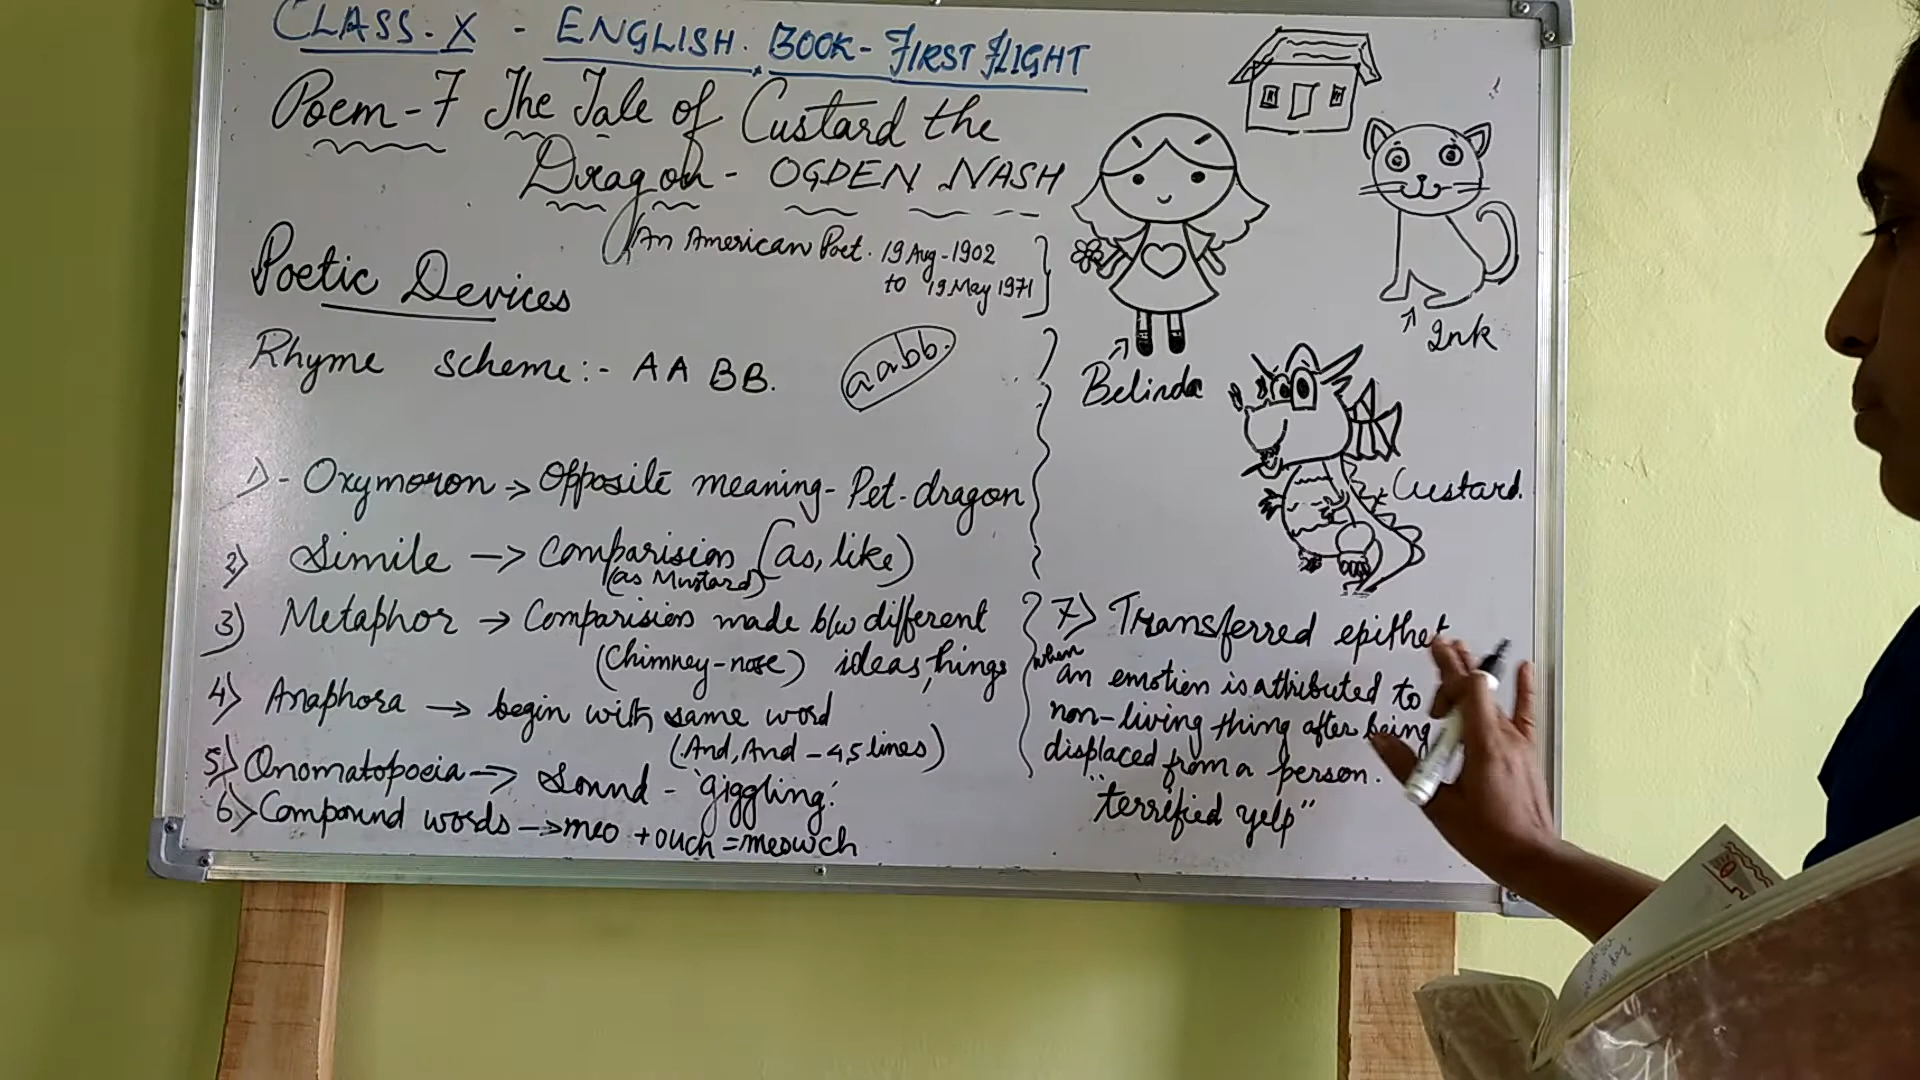 CLASS. X - ENGLISH. BOOK - FIRST FLIGHT
Poem-7 The Tale of Custard the
Dragon - OGDEN NASH
(An American Poet. 19 Aug-1902
to 19 May 1971
Poetic Devices
Rhyme scheme:- AA BB.
aabb.
1) - Oxymoron → Opposite meaning - Pet-dragon
2) Simile → Comparision (as, like)
(as Mustard)
3) Metaphor → Comparision made b/w different
(Chimney-nose) ideas, things
4) Anaphora → begin with same word
(And, And - 4,5 lines)
5) Onomatopoeia → Sound - 'giggling'.
6) Compound words → meo + ouch = meowch
Belinda
Ink
Custard.
7) Transferred epithet
when
an emotion is attributed to
non-living thing after being
displaced from a person.
"terrified yelp"